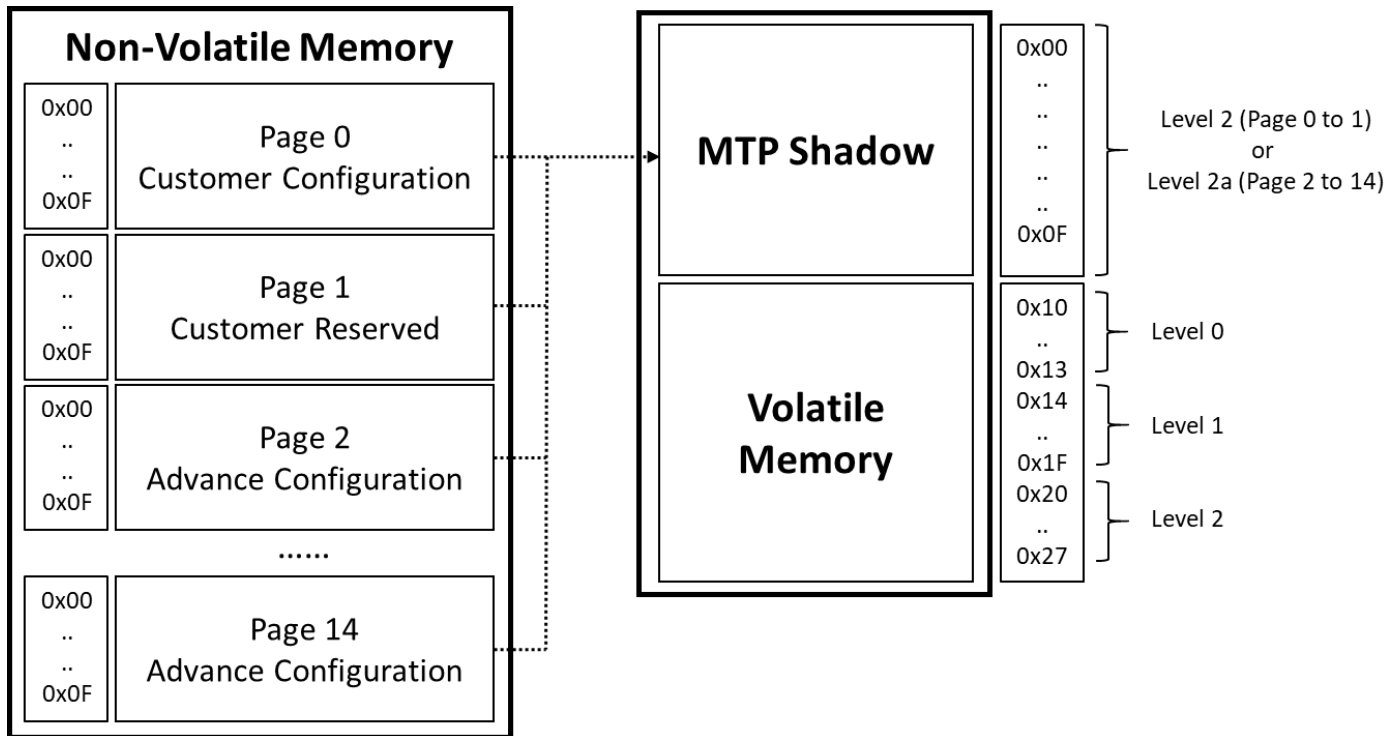 Non-Volatile Memory
0x00
..
..
0x0F
Page 0
Customer Configuration
0x00
..
..
0x0F
Page 1
Customer Reserved
0x00
..
..
0x0F
Page 2
Advance Configuration
......
0x00
..
..
0x0F
Page 14
Advance Configuration
MTP Shadow
0x00
..
..
..
..
..
0x0F
Level 2 (Page 0 to 1)
or
Level 2a (Page 2 to 14)
Volatile
Memory
0x10
..
0x13
0x14
..
0x1F
0x20
..
0x27
Level 0
Level 1
Level 2